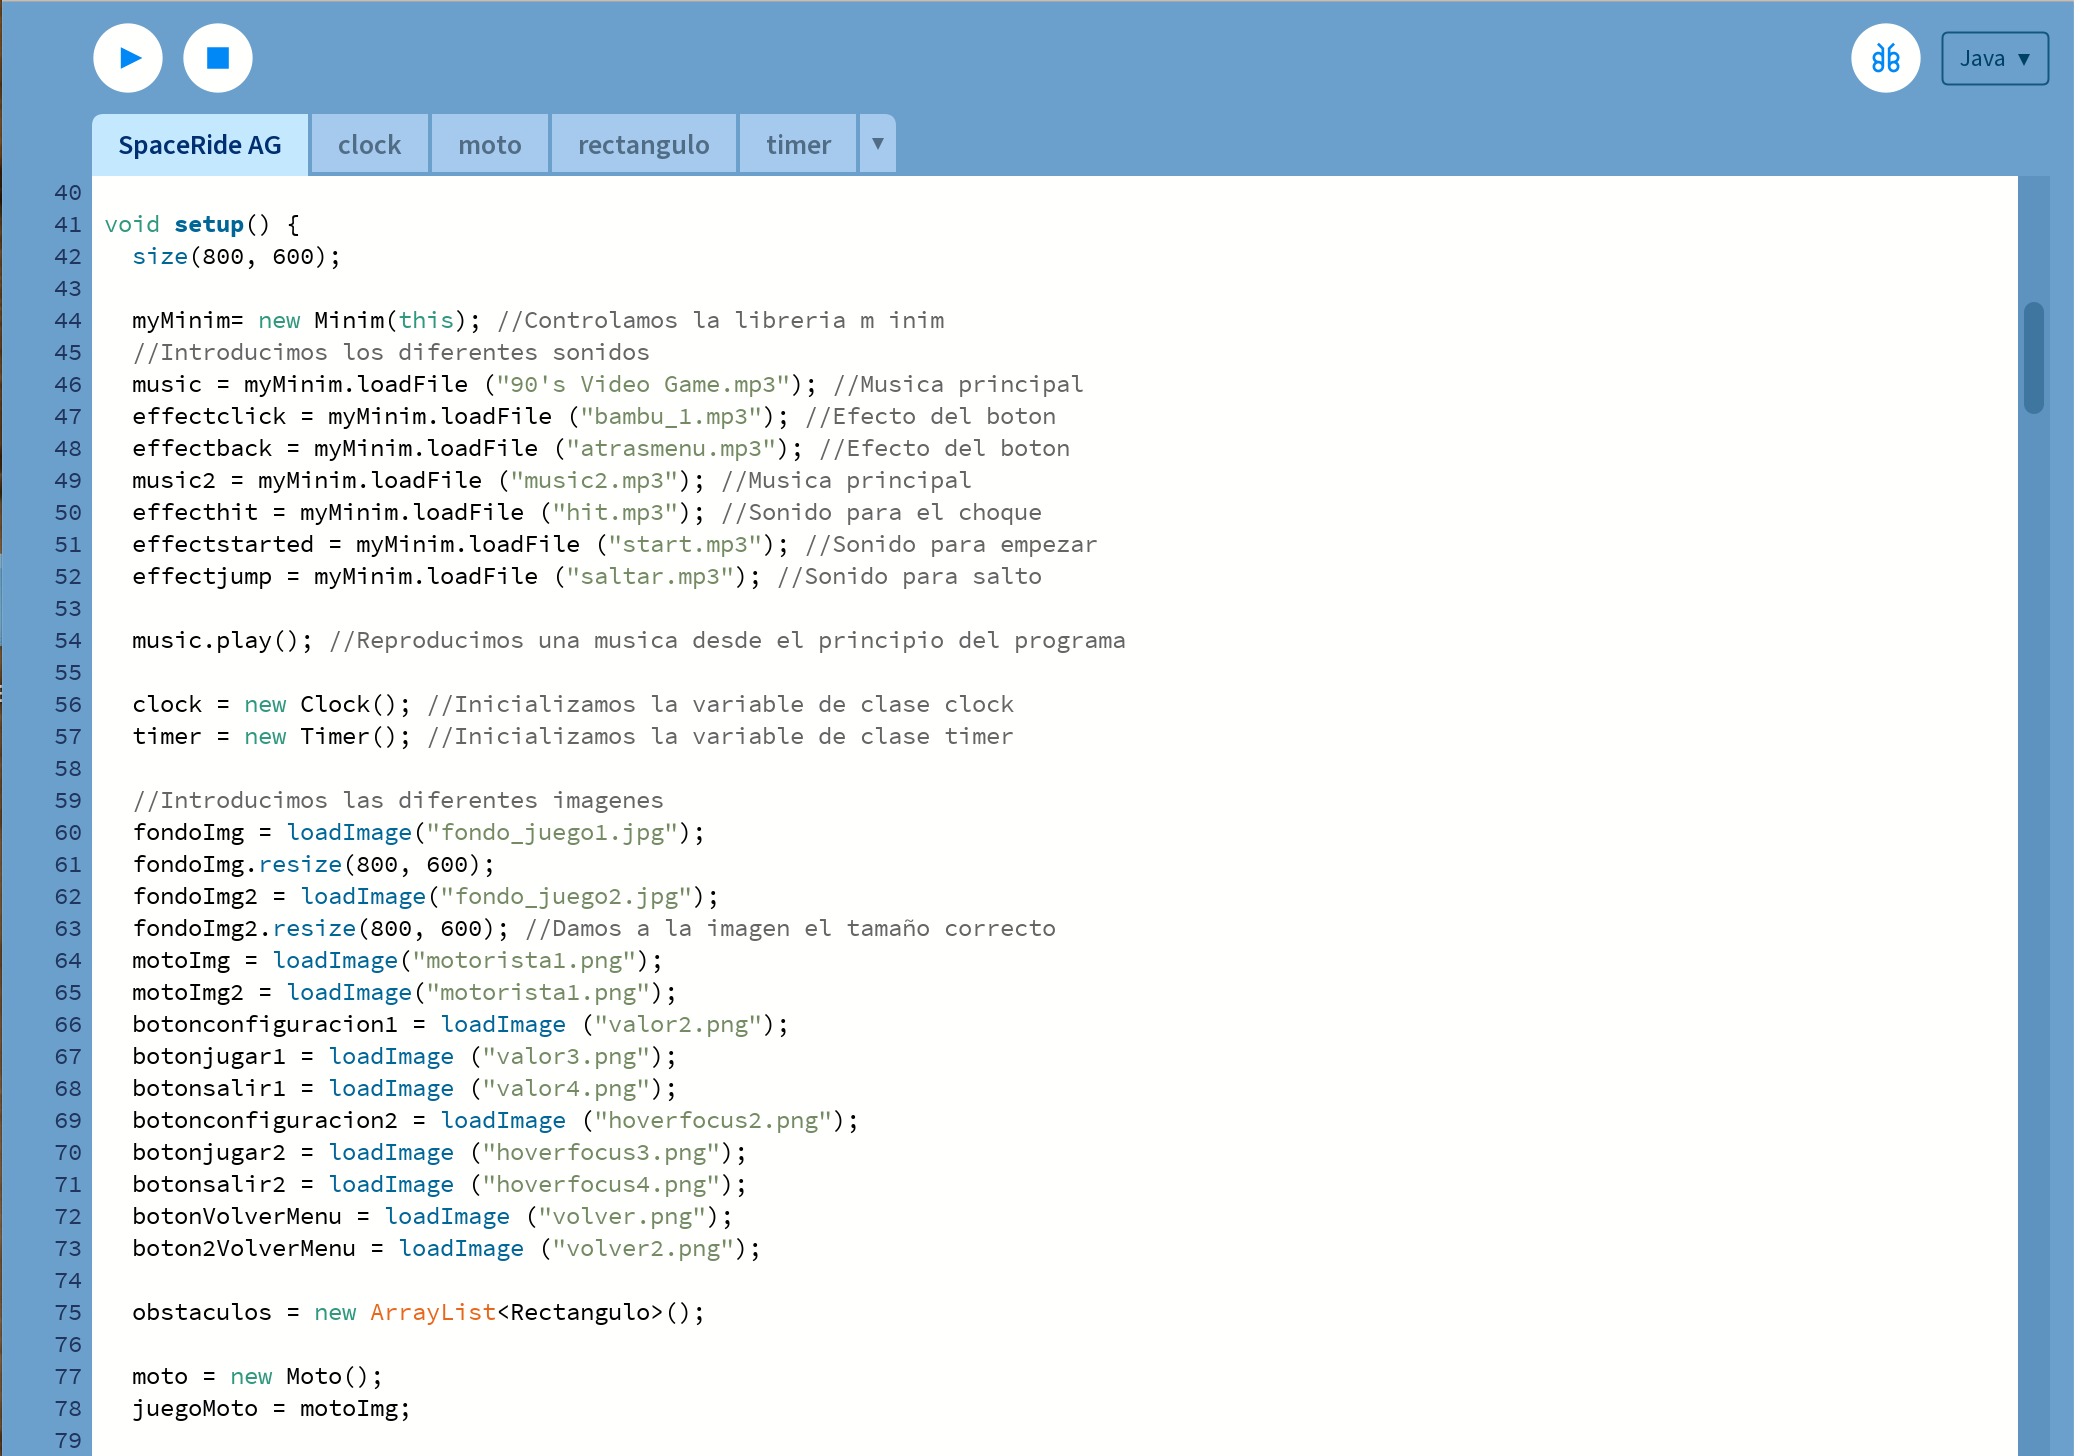 Java ▼
SpaceRide AG clock moto rectangulo timer ▼
40
41 void setup() {
42   size(800, 600);
43
44   myMinim= new Minim(this); //Controlamos la libreria m inim
45   //Introducimos los diferentes sonidos
46   music = myMinim.loadFile ("90's Video Game.mp3"); //Musica principal
47   effectclick = myMinim.loadFile ("bambu_1.mp3"); //Efecto del boton
48   effectback = myMinim.loadFile ("atrasmenu.mp3"); //Efecto del boton
49   music2 = myMinim.loadFile ("music2.mp3"); //Musica principal
50   effecthit = myMinim.loadFile ("hit.mp3"); //Sonido para el choque
51   effectstarted = myMinim.loadFile ("start.mp3"); //Sonido para empezar
52   effectjump = myMinim.loadFile ("saltar.mp3"); //Sonido para salto
53
54   music.play(); //Reproducimos una musica desde el principio del programa
55
56   clock = new Clock(); //Inicializamos la variable de clase clock
57   timer = new Timer(); //Inicializamos la variable de clase timer
58
59   //Introducimos las diferentes imagenes
60   fondoImg = loadImage("fondo_juego1.jpg");
61   fondoImg.resize(800, 600);
62   fondoImg2 = loadImage("fondo_juego2.jpg");
63   fondoImg2.resize(800, 600); //Damos a la imagen el tamaño correcto
64   motoImg = loadImage("motorista1.png");
65   motoImg2 = loadImage("motorista1.png");
66   botonconfiguracion1 = loadImage ("valor2.png");
67   botonjugar1 = loadImage ("valor3.png");
68   botonsalir1 = loadImage ("valor4.png");
69   botonconfiguracion2 = loadImage ("hoverfocus2.png");
70   botonjugar2 = loadImage ("hoverfocus3.png");
71   botonsalir2 = loadImage ("hoverfocus4.png");
72   botonVolverMenu = loadImage ("volver.png");
73   boton2VolverMenu = loadImage ("volver2.png");
74
75   obstaculos = new ArrayList<Rectangulo>();
76
77   moto = new Moto();
78   juegoMoto = motoImg;
79